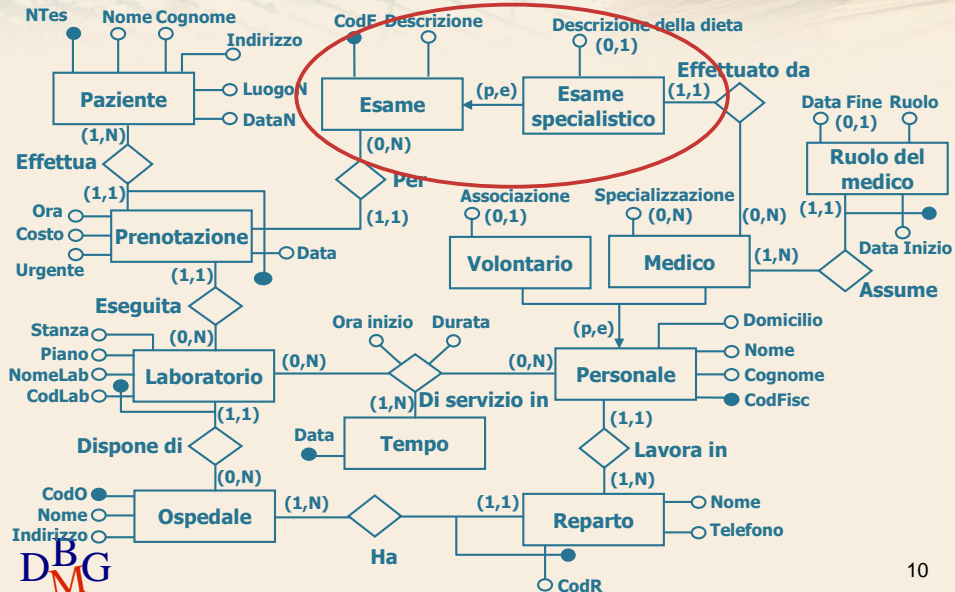 NTes
Nome Cognome
Indirizzo
LuogoN
DataN
Paziente
(1,N)
Effettua
(1,1)
CodE Descrizione
Esame
(p,e)
(0,N)
Per
(1,1)
Descrizione della dieta
(0,1)
Esame
specialistico
(1,1)
Effettuato da
(0,N)
Data Fine Ruolo
(0,1)
Ruolo del
medico
(1,1)
Data Inizio
Assume
(1,N)
Ora
Costo
Urgente
Prenotazione
Data
(1,1)
Eseguita
(0,N)
Associazione
(0,1)
Volontario
Specializzazione
(0,N)
Medico
(p,e)
Stanza
Piano
NomeLab
CodLab
Laboratorio
(0,N)
Ora inizio Durata
(0,N)
(1,N)
Di servizio in
Data
Tempo
Personale
Domicilio
Nome
Cognome
CodFisc
(1,1)
Lavora in
(1,N)
(1,1)
Dispone di
(0,N)
CodO
Nome
Indirizzo
Ospedale
(1,N)
Ha
(1,1)
Reparto
Nome
Telefono
CodR
DBMG
10